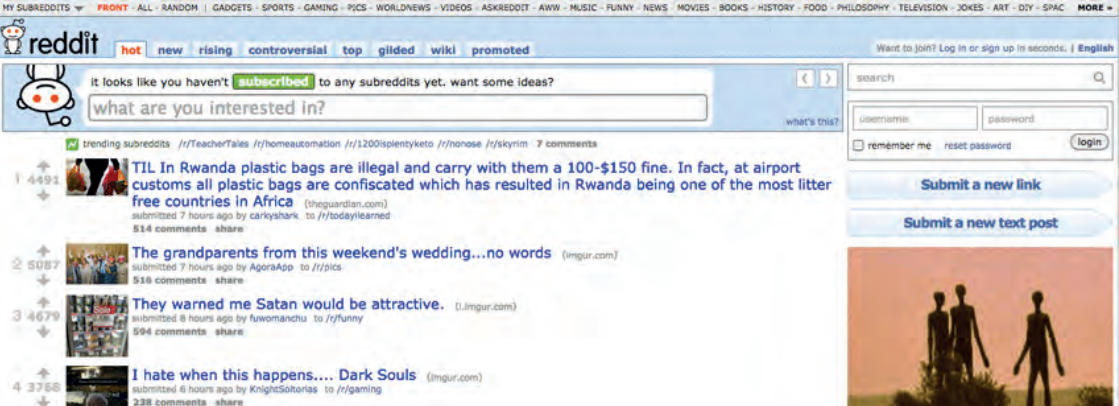 MY SUBREDDITS FRONT - ALL - RANDOM | GADGETS - SPORTS - GAMING - PICS - WORLDNEWS - VIDEOS - ASKREDDIT - AWW - MUSIC - FUNNY - NEWS - MOVIES - BOOKS - HISTORY - FOOD - PHILOSOPHY - TELEVISION - JOKES - ART - DIY - SPAC MORE »
reddit hot new rising controversial top gilded wiki promoted
Want to join? Log in or sign up in seconds. | English
it looks like you haven't subscribed to any subreddits yet. want some ideas?
what are you interested in?
what's this?
trending subreddits /r/TeacherTales /r/homeautomation /r/1200isplentyketo /r/nonose /r/skyrim 7 comments
1 4491 TIL In Rwanda plastic bags are illegal and carry with them a 100-$150 fine. In fact, at airport
customs all plastic bags are confiscated which has resulted in Rwanda being one of the most litter
free countries in Africa (theguardian.com)
submitted 7 hours ago by carkyshark to /r/todayilearned
514 comments share
2 5087 The grandparents from this weekend's wedding...no words (imgur.com)
submitted 7 hours ago by AgoraApp to /r/pics
516 comments share
3 4679 They warned me Satan would be attractive. (i.imgur.com)
submitted 8 hours ago by fuwomanchu to /r/funny
594 comments share
4 3768 I hate when this happens.... Dark Souls (imgur.com)
submitted 6 hours ago by KnightSoltorias to /r/gaming
238 comments share
search
username password
remember me reset password login
Submit a new link
Submit a new text post